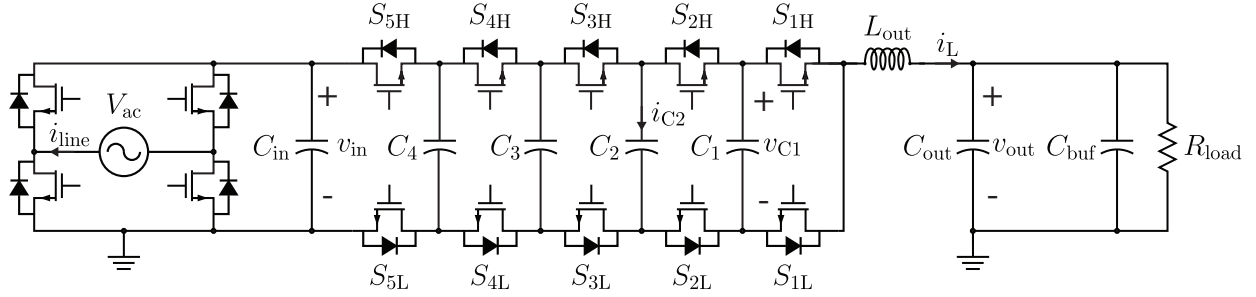 S5H S4H S3H S2H S1H
Lout iL
Vac
iline
+ + +
iC2
Cin vin C4 C3 C2 C1 vC1 Cout vout Cbuf Rload
- - -
S5L S4L S3L S2L S1L